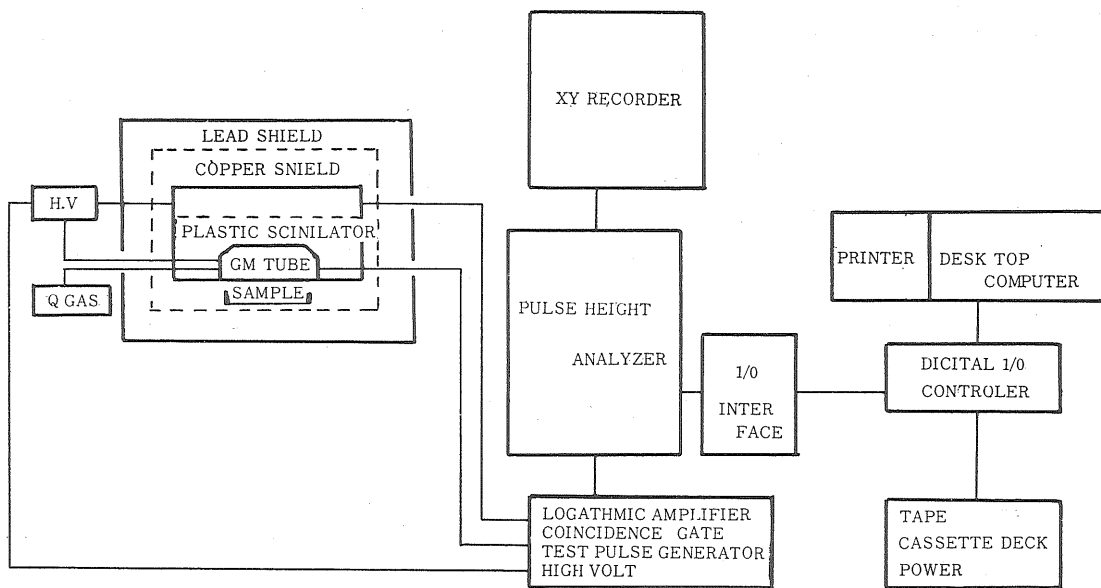 XY RECORDER
LEAD SHIELD
COPPER SNIELD
H.V
PLASTIC SCINILATOR
GM TUBE
Q GAS
SAMPLE
PULSE HEIGHT
ANALYZER
1/0
INTER
FACE
PRINTER
DESK TOP
COMPUTER
DICITAL 1/0
CONTROLER
LOGATHMIC AMPLIFIER
COINCIDENCE GATE
TEST PULSE GENERATOR
HIGH VOLT
TAPE
CASSETTE DECK
POWER